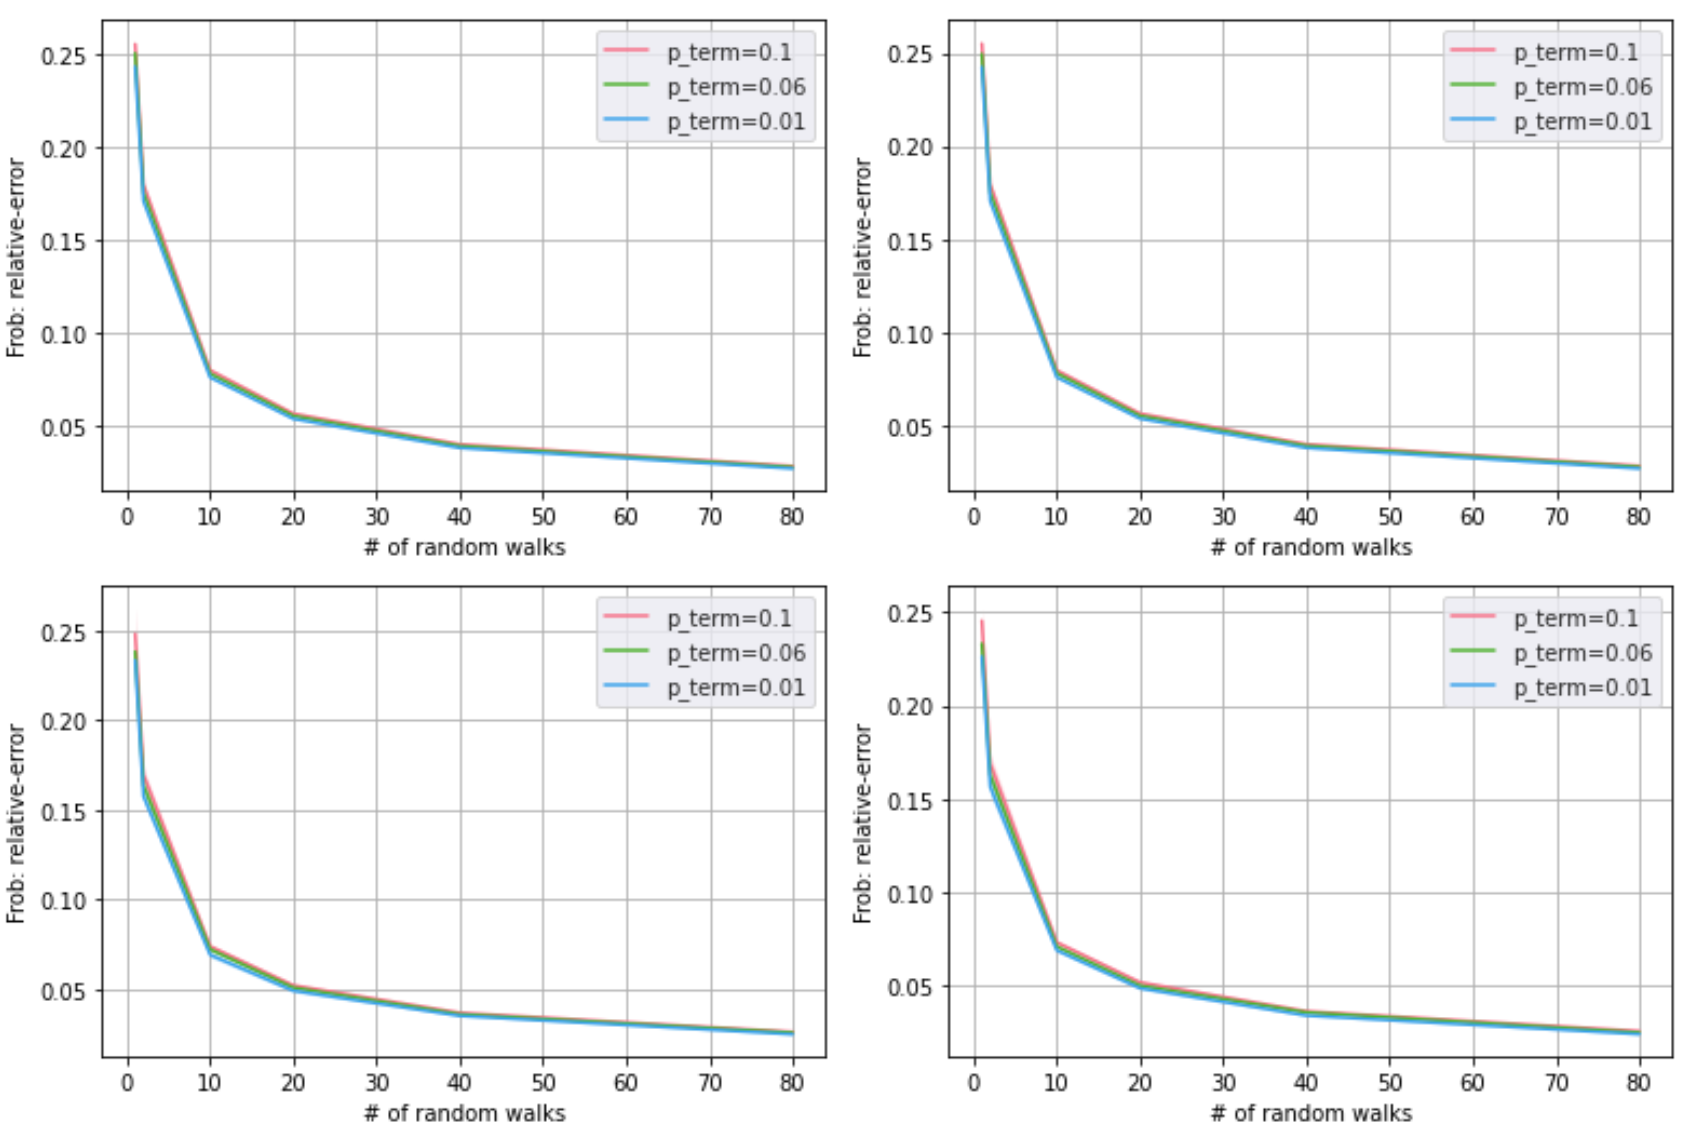 0.25
0.20
0.15
0.10
0.05
Frob: relative-error
p_term=0.1
p_term=0.06
p_term=0.01
0 10 20 30 40 50 60 70 80
# of random walks
0.25
0.20
0.15
0.10
0.05
Frob: relative-error
p_term=0.1
p_term=0.06
p_term=0.01
0 10 20 30 40 50 60 70 80
# of random walks
0.25
0.20
0.15
0.10
0.05
Frob: relative-error
p_term=0.1
p_term=0.06
p_term=0.01
0 10 20 30 40 50 60 70 80
# of random walks
0.25
0.20
0.15
0.10
0.05
Frob: relative-error
p_term=0.1
p_term=0.06
p_term=0.01
0 10 20 30 40 50 60 70 80
# of random walks